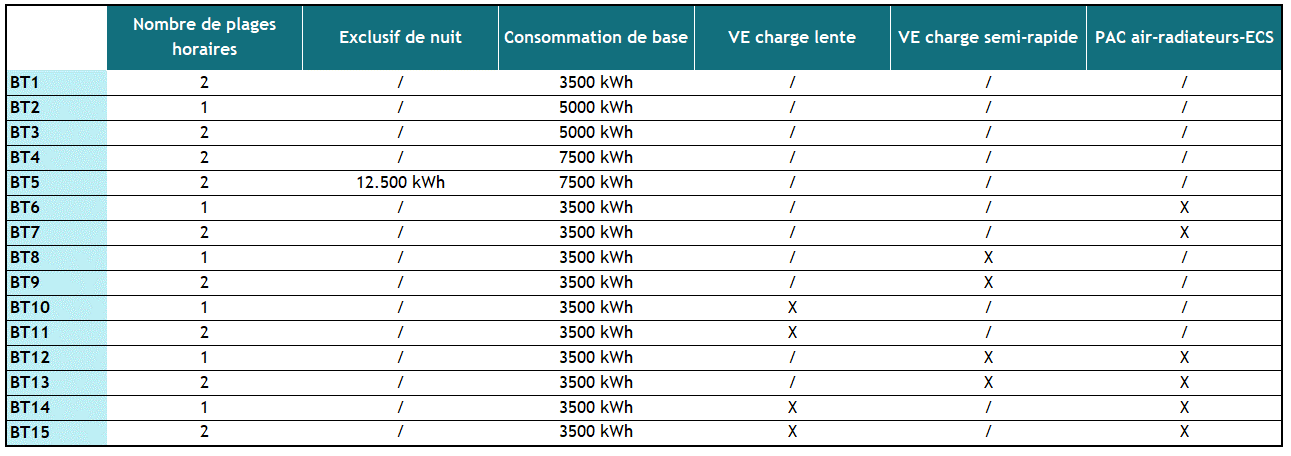 Nombre de plages horaires Exclusif de nuit Consommation de base VE charge lente VE charge semi-rapide PAC air-radiateurs-ECS
BT1 2 / 3500 kWh / / /
BT2 1 / 5000 kWh / / /
BT3 2 / 5000 kWh / / /
BT4 2 / 7500 kWh / / /
BT5 2 12.500 kWh 7500 kWh / / /
BT6 1 / 3500 kWh / / X
BT7 2 / 3500 kWh / / X
BT8 1 / 3500 kWh / X /
BT9 2 / 3500 kWh / X /
BT10 1 / 3500 kWh X / /
BT11 2 / 3500 kWh X / /
BT12 1 / 3500 kWh / X X
BT13 2 / 3500 kWh / X X
BT14 1 / 3500 kWh X / X
BT15 2 / 3500 kWh X / X